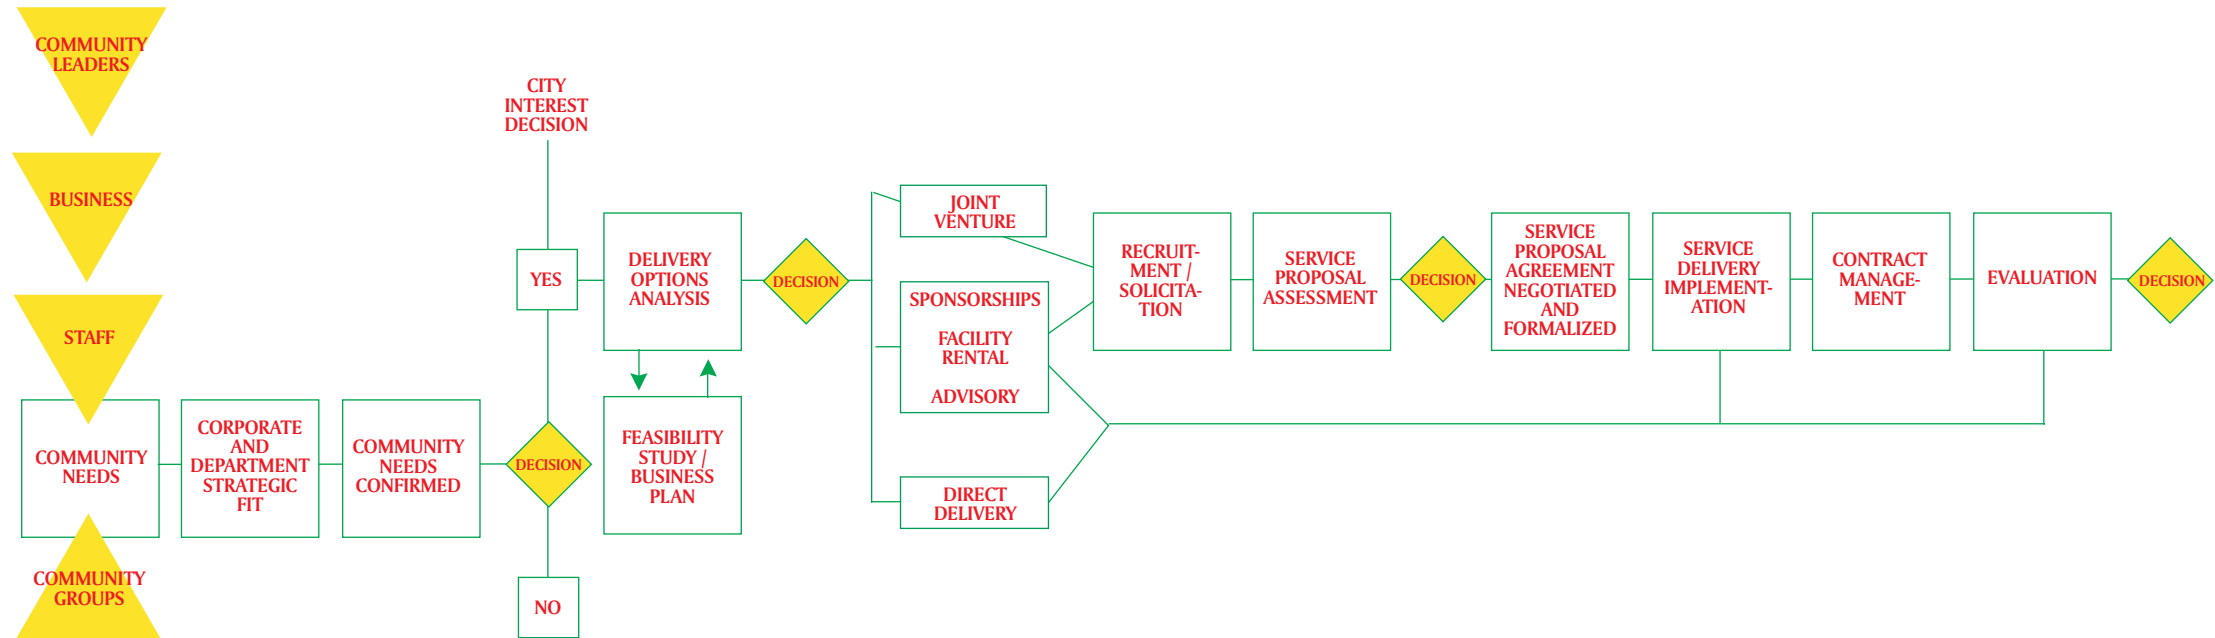 COMMUNITY
LEADERS
BUSINESS
STAFF
COMMUNITY
NEEDS
COMMUNITY
GROUPS
CORPORATE
AND
DEPARTMENT
STRATEGIC
FIT
COMMUNITY
NEEDS
CONFIRMED
DECISION
CITY
INTEREST
DECISION
YES
NO
DELIVERY
OPTIONS
ANALYSIS
FEASIBILITY
STUDY /
BUSINESS
PLAN
DECISION
JOINT
VENTURE
SPONSORSHIPS
FACILITY
RENTAL
ADVISORY
DIRECT
DELIVERY
RECRUIT-
MENT /
SOLICITA-
TION
SERVICE
PROPOSAL
ASSESSMENT
DECISION
SERVICE
PROPOSAL
AGREEMENT
NEGOTIATED
AND
FORMALIZED
SERVICE
DELIVERY
IMPLEMENT-
ATION
CONTRACT
MANAGE-
MENT
EVALUATION
DECISION